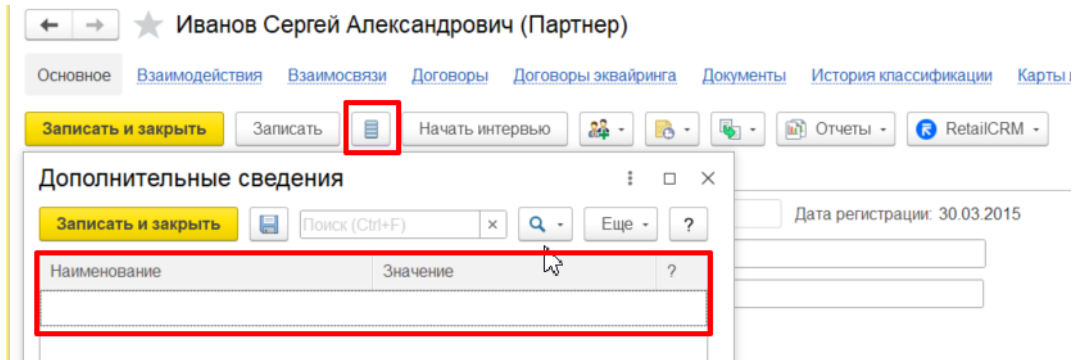 Иванов Сергей Александрович (Партнер)
Основное Взаимодействия Взаимосвязи Договоры Договоры эквайринга Документы История классификации Карты
Записать и закрыть Записать Начать интервью Отчеты RetailCRM
Дополнительные сведения
Дата регистрации: 30.03.2015
Записать и закрыть Поиск (Ctrl+F) × Еще ?
Наименование Значение ?